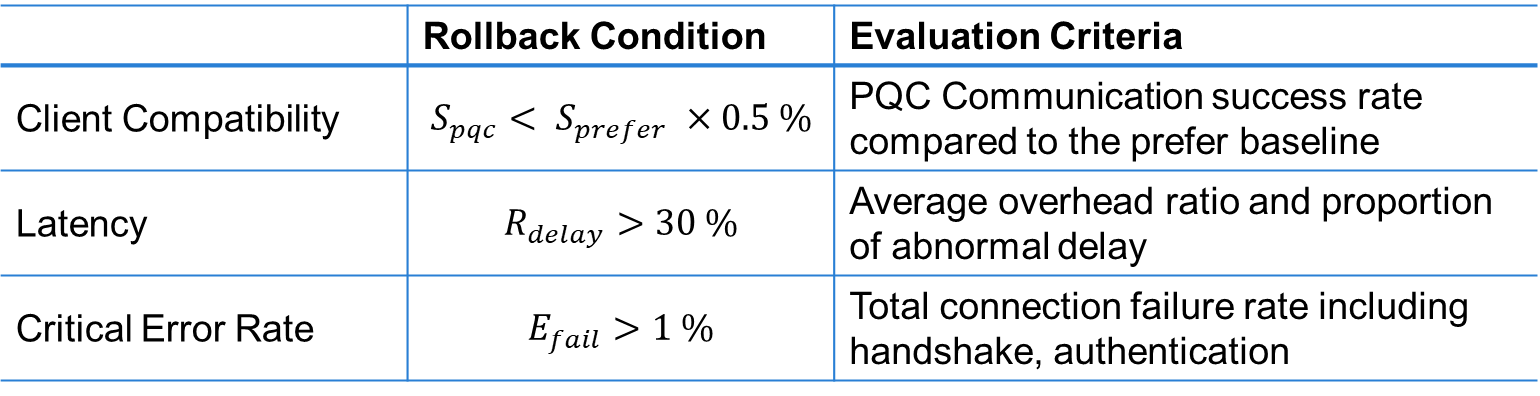 Rollback Condition Evaluation Criteria
Client Compatibility S_pqc < S_prefer × 0.5 % PQC Communication success rate
compared to the prefer baseline
Latency R_delay > 30 % Average overhead ratio and proportion
of abnormal delay
Critical Error Rate E_fail > 1 % Total connection failure rate including
handshake, authentication